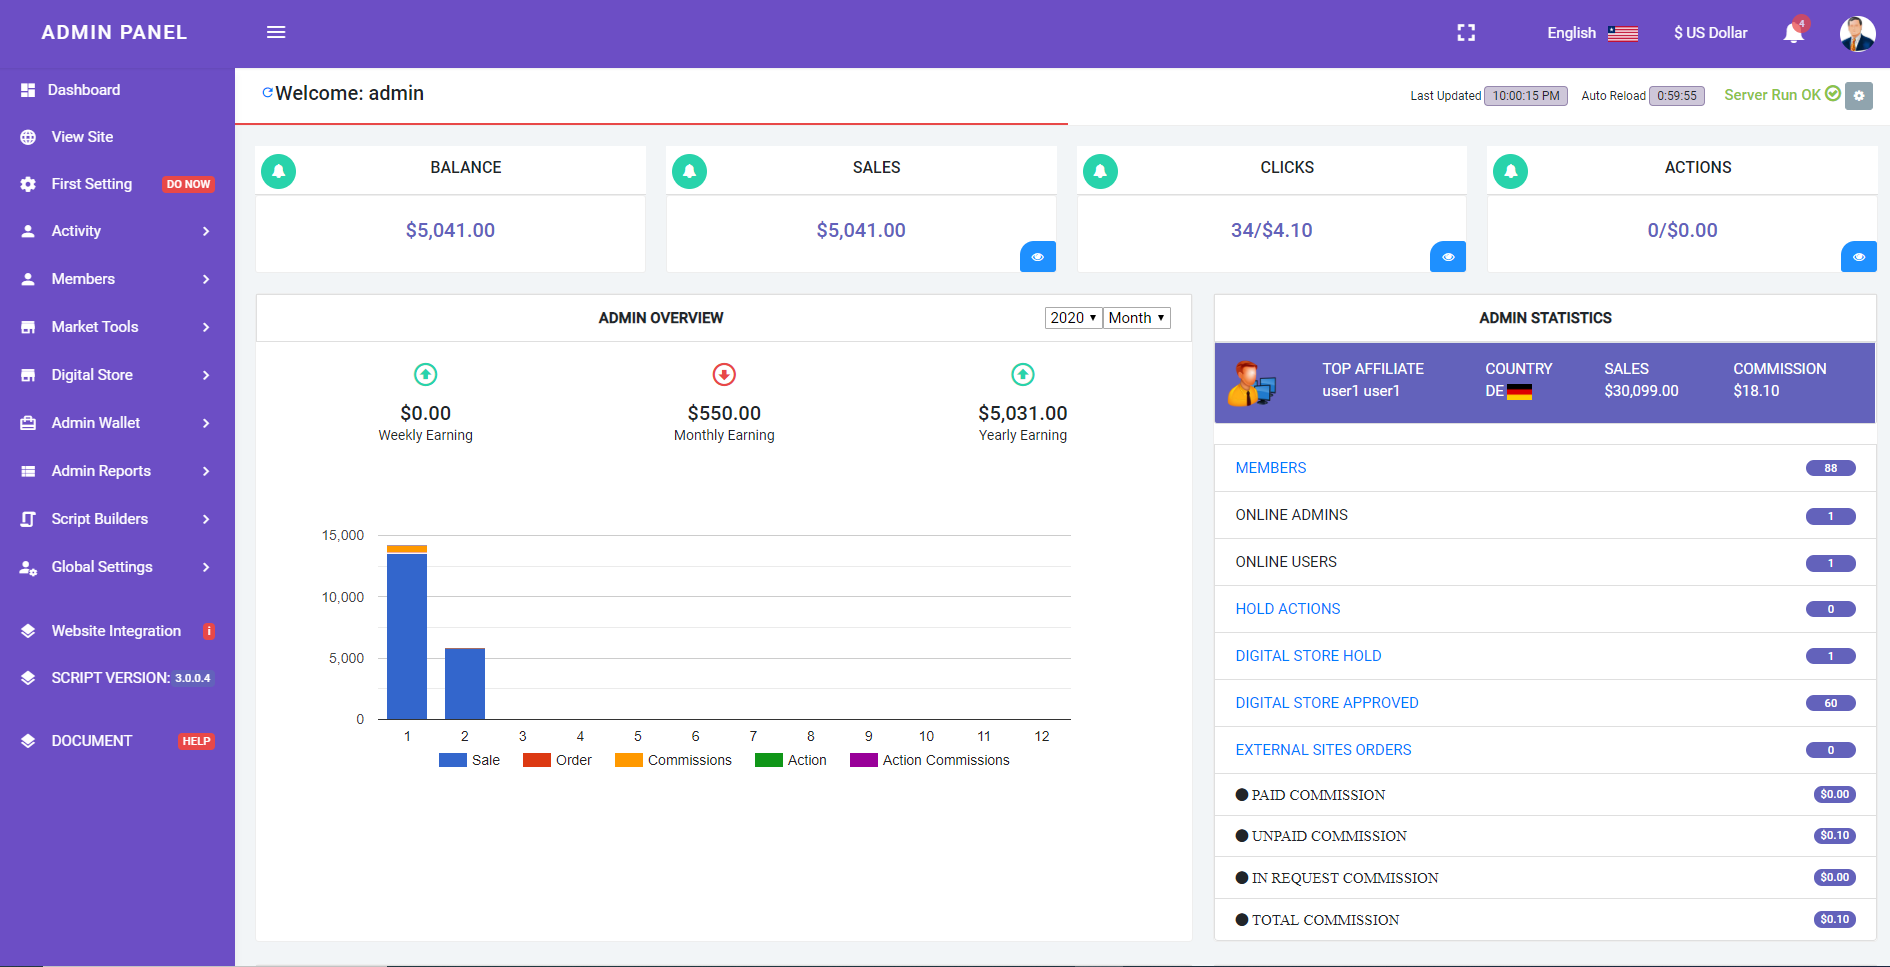 ADMIN PANEL
English
$ US Dollar
4
Dashboard
View Site
First Setting DO NOW
Activity
Members
Market Tools
Digital Store
Admin Wallet
Admin Reports
Script Builders
Global Settings
Website Integration i
SCRIPT VERSION: 3.0.0.4
DOCUMENT HELP
Welcome: admin
Last Updated 10:00:15 PM Auto Reload 0:59:55 Server Run OK
BALANCE
$5,041.00
SALES
$5,041.00
CLICKS
34/$4.10
ACTIONS
0/$0.00
ADMIN OVERVIEW
2020 Month
$0.00
Weekly Earning
$550.00
Monthly Earning
$5,031.00
Yearly Earning
15,000
10,000
5,000
0
1 2 3 4 5 6 7 8 9 10 11 12
Sale Order Commissions Action Action Commissions
ADMIN STATISTICS
TOP AFFILIATE COUNTRY SALES COMMISSION
user1 user1 DE $30,099.00 $18.10
MEMBERS 88
ONLINE ADMINS 1
ONLINE USERS 1
HOLD ACTIONS 0
DIGITAL STORE HOLD 1
DIGITAL STORE APPROVED 60
EXTERNAL SITES ORDERS 0
PAID COMMISSION $0.00
UNPAID COMMISSION $0.10
IN REQUEST COMMISSION $0.00
TOTAL COMMISSION $0.10